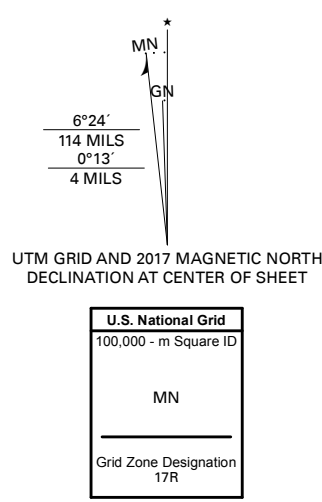 MN
GN
6°24´
114 MILS
0°13´
4 MILS
UTM GRID AND 2017 MAGNETIC NORTH
DECLINATION AT CENTER OF SHEET
U.S. National Grid
100,000 - m Square ID
MN
Grid Zone Designation
17R